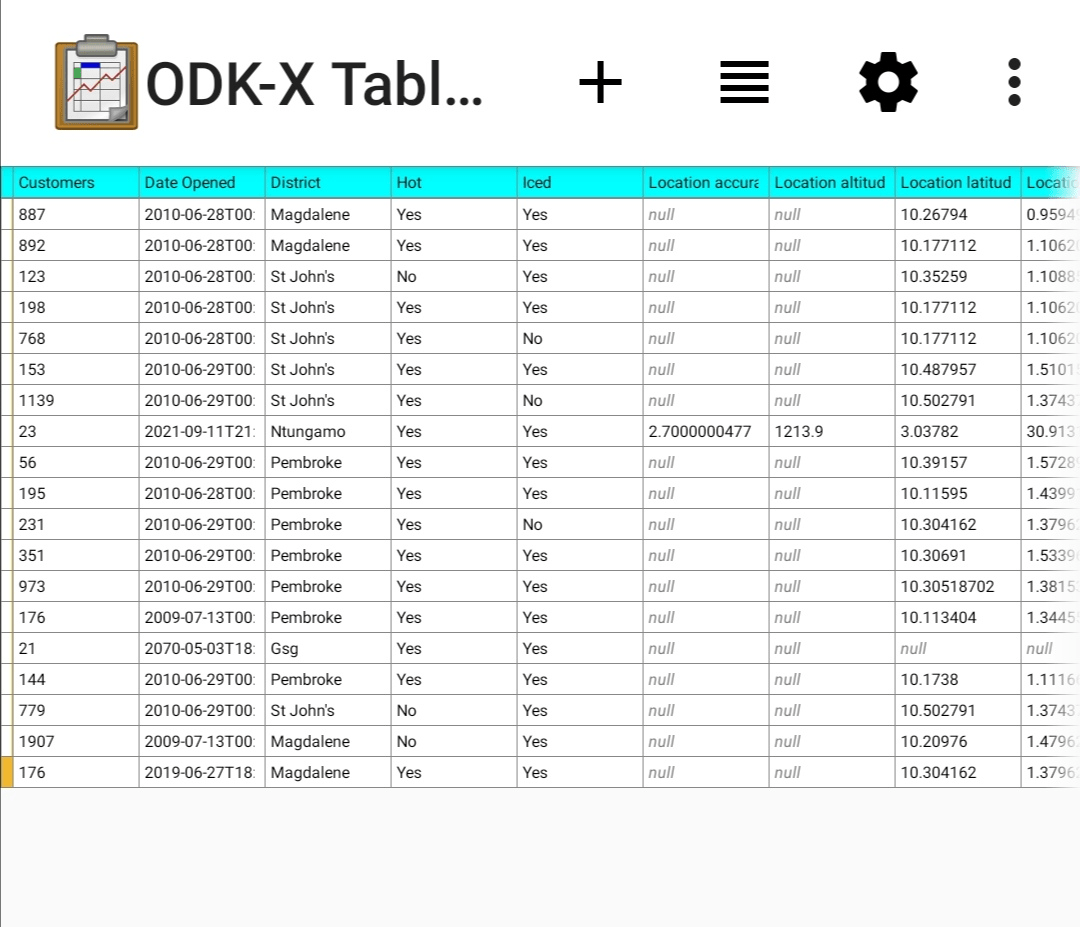 ODK-X Tabl...
Customers Date Opened District Hot Iced Location accura Location altitud Location latitud Locatic
887 2010-06-28T00: Magdalene Yes Yes null null 10.26794 0.9594
892 2010-06-28T00: Magdalene Yes Yes null null 10.177112 1.1062
123 2010-06-28T00: St John's No Yes null null 10.35259 1.1088
198 2010-06-28T00: St John's Yes Yes null null 10.177112 1.1062
768 2010-06-28T00: St John's Yes No null null 10.177112 1.1062
153 2010-06-29T00: St John's Yes Yes null null 10.487957 1.5101
1139 2010-06-29T00: St John's Yes No null null 10.502791 1.3743
23 2021-09-11T21: Ntungamo Yes Yes 2.7000000477 1213.9 3.03782 30.913
56 2010-06-29T00: Pembroke Yes Yes null null 10.39157 1.5728
195 2010-06-28T00: Pembroke Yes Yes null null 10.11595 1.4399
231 2010-06-29T00: Pembroke Yes No null null 10.304162 1.3796
351 2010-06-29T00: Pembroke Yes Yes null null 10.30691 1.5339
973 2010-06-29T00: Pembroke Yes Yes null null 10.30518702 1.3815
176 2009-07-13T00: Pembroke Yes Yes null null 10.113404 1.3445
21 2070-05-03T18: Gsg Yes Yes null null null null
144 2010-06-29T00: Pembroke Yes Yes null null 10.1738 1.1116
779 2010-06-29T00: St John's No Yes null null 10.502791 1.3743
1907 2009-07-13T00: Magdalene No Yes null null 10.20976 1.4796
176 2019-06-27T18: Magdalene Yes Yes null null 10.304162 1.3796